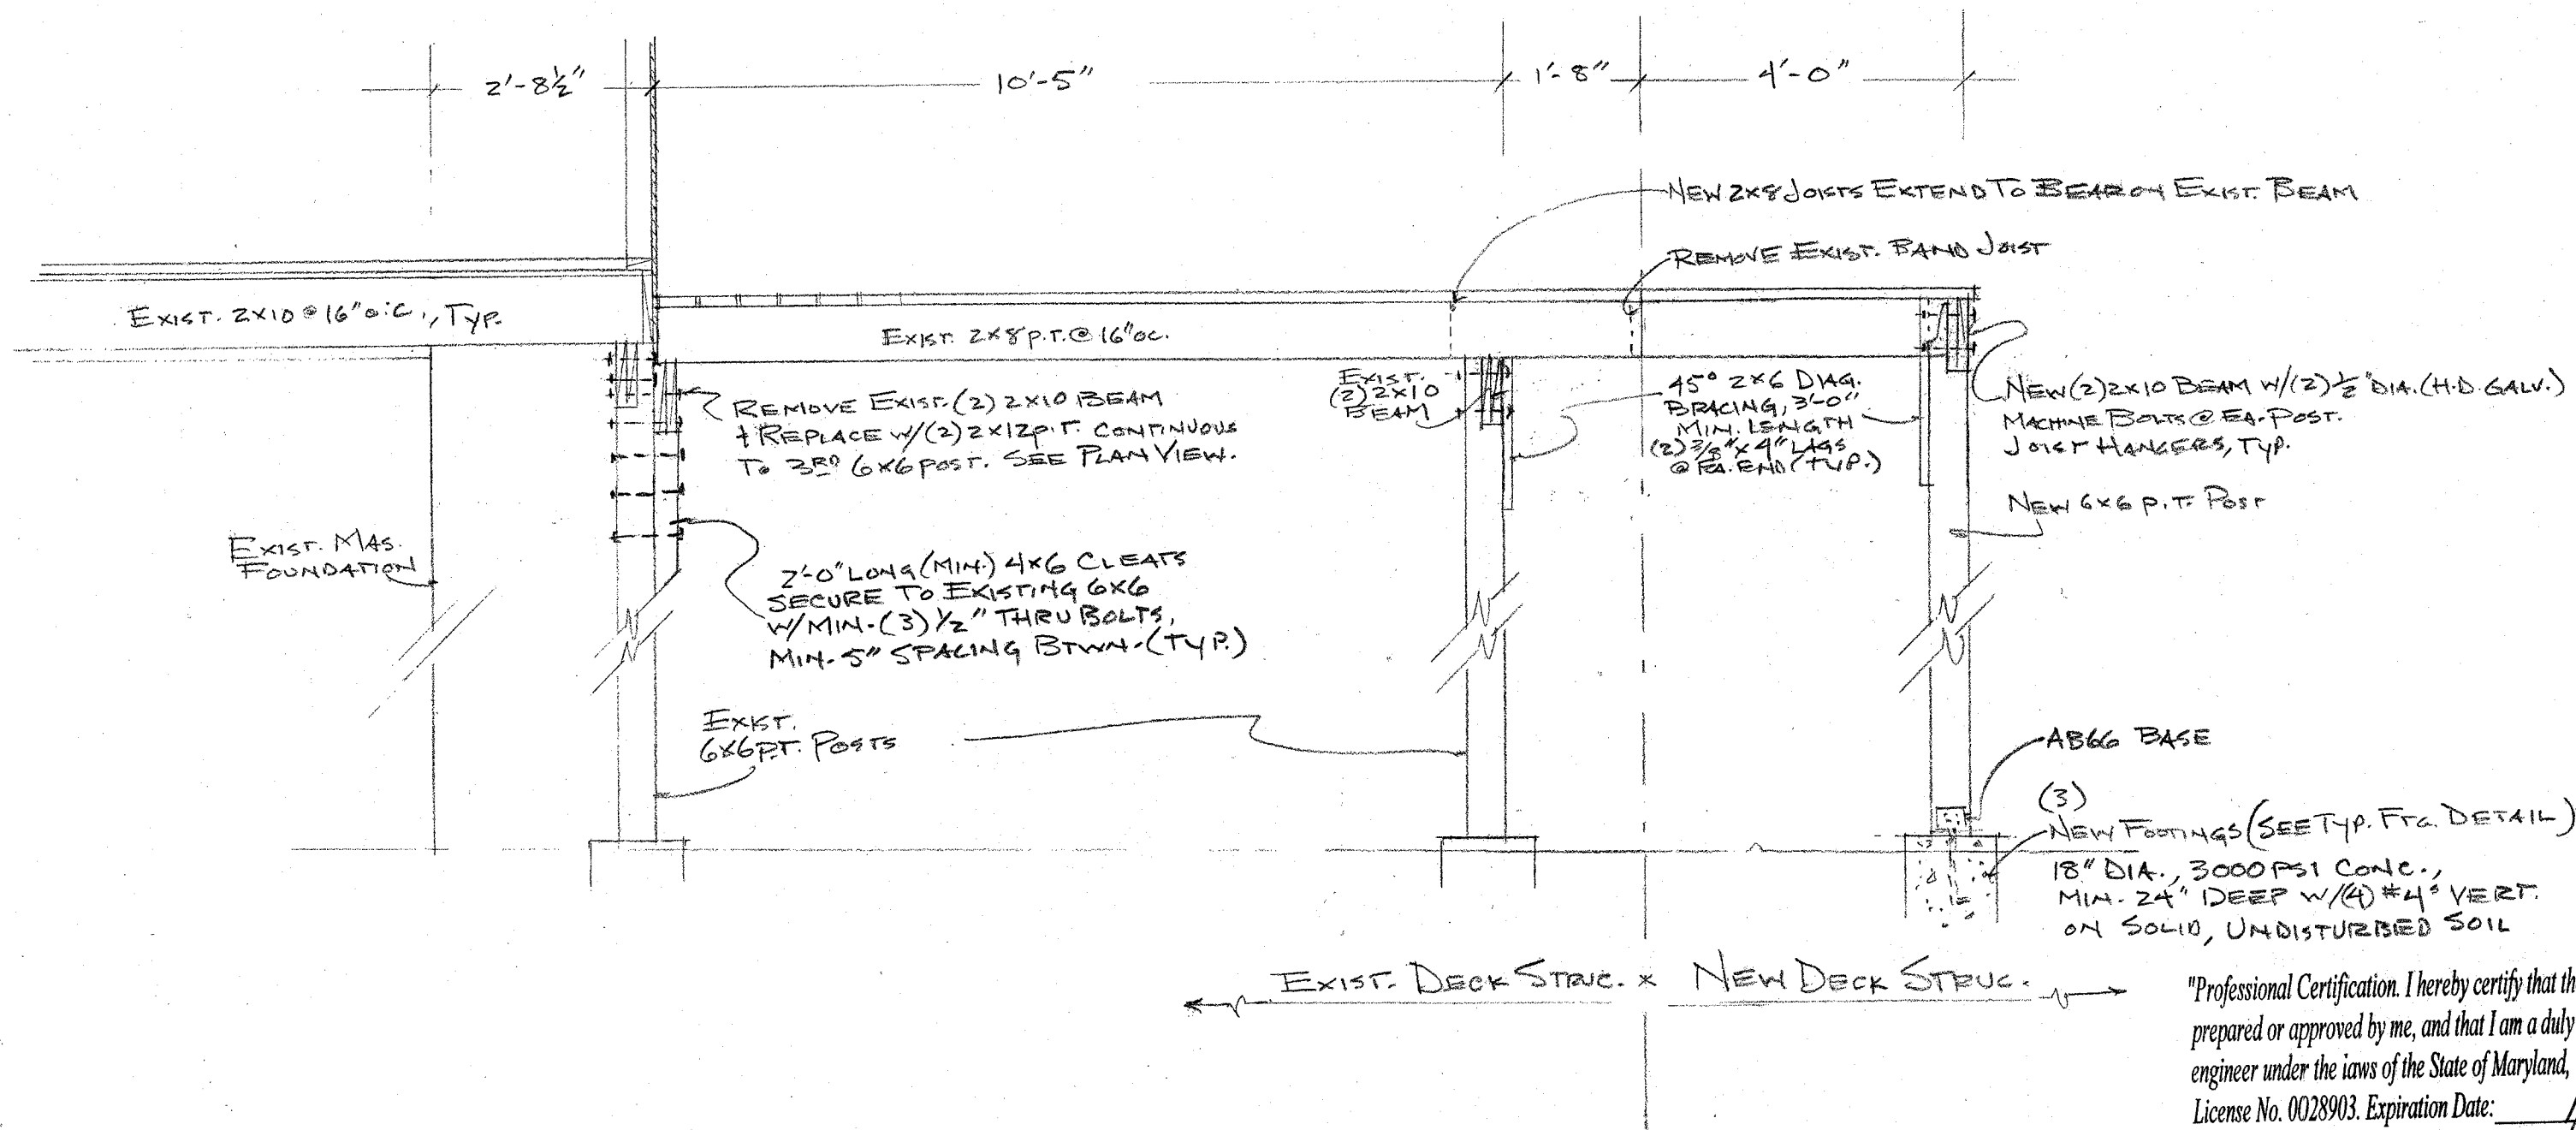 2'-8½"
10'-5"
1'-8"
4'-0"
NEW 2X8 JOISTS EXTEND TO BEAR ON EXIST. BEAM
REMOVE EXIST. BAND JOIST
EXIST. 2X10 @ 16" O.C., TYP.
EXIST. 2X8 P.T. @ 16" OC.
REMOVE EXIST. (2) 2X10 BEAM
+ REPLACE W/(2) 2X12 P.T. CONTINUOUS
TO 3RD 6X6 POST. SEE PLAN VIEW.
EXIST.
(2) 2X10
BEAM
45° 2X6 DIAG.
BRACING, 3'-0"
MIN. LENGTH
(2) 3/8" X 4" LAGS
@ EA. END (TYP.)
NEW (2) 2X10 BEAM W/(2) ½" DIA. (H.D. GALV.)
MACHINE BOLTS @ EA. POST.
JOIST HANGERS, TYP.
NEW 6X6 P.T. POST
EXIST. MAS.
FOUNDATION
2'-0" LONG (MIN.) 4X6 CLEATS
SECURE TO EXISTING 6X6
W/ MIN. (3) ½" THRU BOLTS,
MIN. 5" SPACING BTWN. (TYP.)
EXIST.
6X6 P.T. POSTS
AB66 BASE
(3)
NEW FOOTINGS (SEE TYP. FTG. DETAIL)
18" DIA., 3000 PSI CONC.,
MIN. 24" DEEP W/(4) #4s VERT.
ON SOLID, UNDISTURBED SOIL
EXIST. DECK STRUC. x NEW DECK STRUC.
"Professional Certification. I hereby certify that th
prepared or approved by me, and that I am a duly
engineer under the laws of the State of Maryland,
License No. 0028903. Expiration Date: